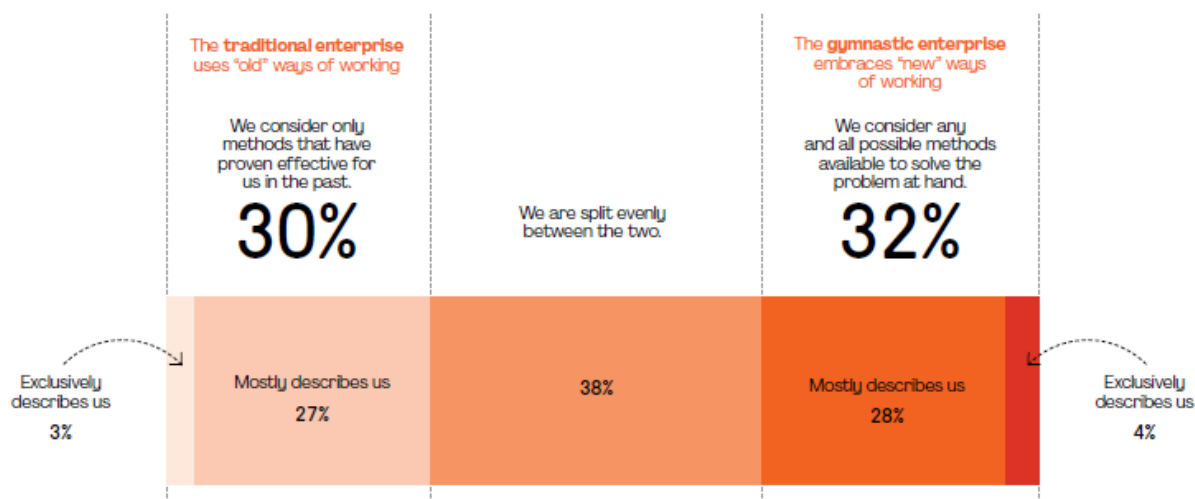 The traditional enterprise
uses “old” ways of working
We consider only
methods that have
proven effective for
us in the past.
30%
We are split evenly
between the two.
The gymnastic enterprise
embraces “new” ways
of working
We consider any
and all possible methods
available to solve the
problem at hand.
32%
Exclusively
describes us
3%
Mostly describes us
27%
38%
Mostly describes us
28%
Exclusively
describes us
4%